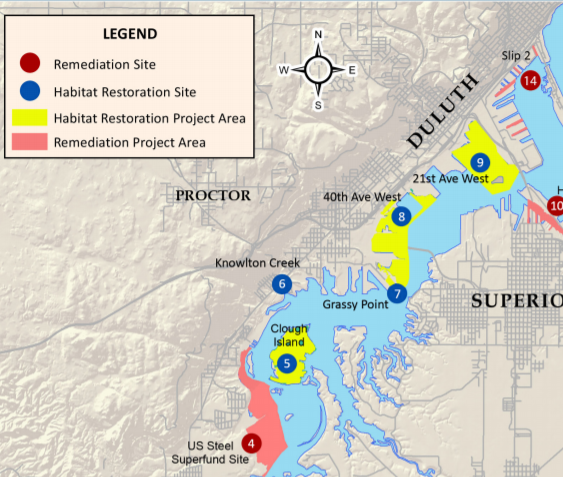 LEGEND
Remediation Site
Habitat Restoration Site
Habitat Restoration Project Area
Remediation Project Area
N
W E
S
Slip 2
14
DULUTH
9
21st Ave West
PROCTOR
40th Ave West
8
H
10
Knowlton Creek
6
7
Grassy Point
SUPERIO
Clough
Island
5
4
US Steel
Superfund Site